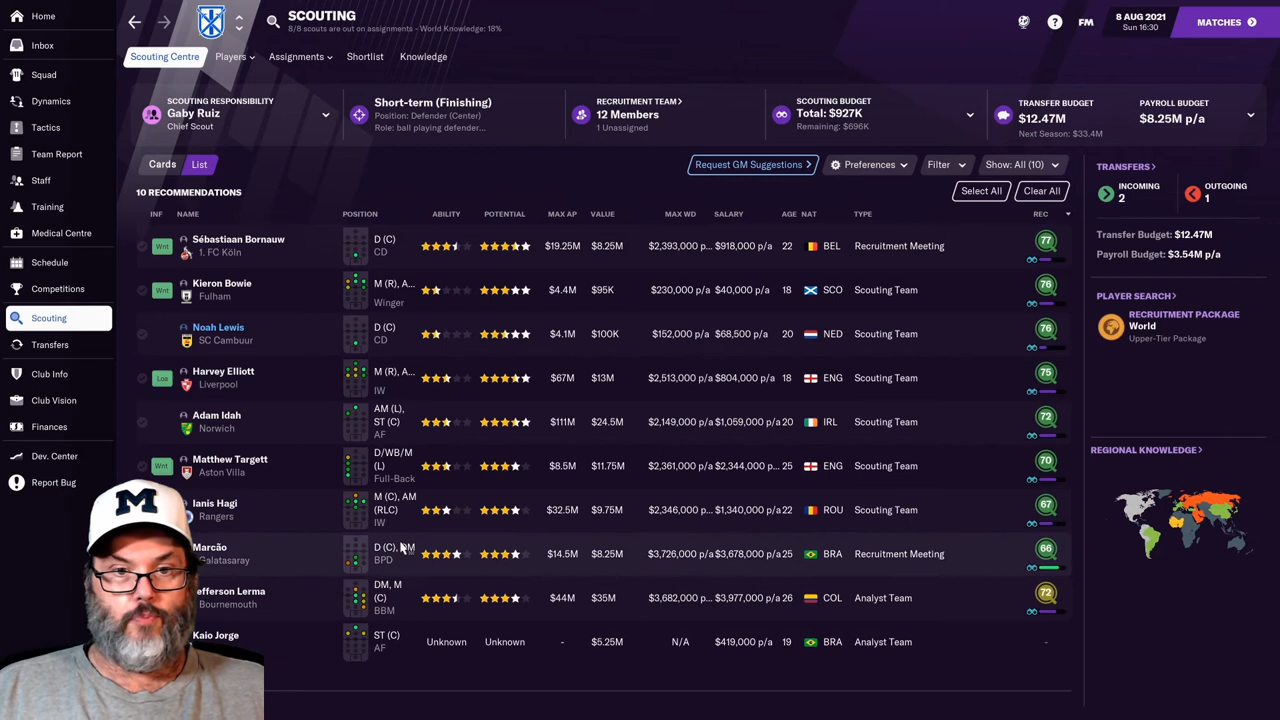 Home
SCOUTING
8/8 scouts are out on assignments - World Knowledge: 18%
FM
8 AUG 2021
Sun 16:30
MATCHES
Inbox
Scouting Centre
Players
Assignments
Shortlist
Knowledge
Squad
Dynamics
Tactics
Team Report
Staff
Training
Medical Centre
Schedule
Competitions
Scouting
Transfers
Club Info
Club Vision
Finances
Dev. Center
Report Bug
SCOUTING RESPONSIBILITY
Gaby Ruiz
Chief Scout
Short-term (Finishing)
Position: Defender (Center)
Role: ball playing defender...
RECRUITMENT TEAM>
12 Members
1 Unassigned
SCOUTING BUDGET
Total: $927K
Remaining: $696K
TRANSFER BUDGET
$12.47M
Next Season: $33.4M
PAYROLL BUDGET
$8.25M p/a
Cards
List
Request GM Suggestions >
Preferences
Filter
Show: All (10)
10 RECOMMENDATIONS
Select All
Clear All
INF NAME POSITION ABILITY POTENTIAL MAX AP VALUE MAX WD SALARY AGE NAT TYPE REC
Wnt Sébastiaan Bornauw D (C) $19.25M $8.25M $2,393,000 p... $918,000 p/a 22 BEL Recruitment Meeting 77
1. FC Köln CD
Wnt Kieron Bowie M (R), A... $4.4M $95K $230,000 p/a $40,000 p/a 18 SCO Scouting Team 76
Fulham Winger
Noah Lewis D (C) $4.1M $100K $152,000 p/a $68,500 p/a 20 NED Scouting Team 76
SC Cambuur CD
Loa Harvey Elliott M (R), A... $67M $13M $2,513,000 p/a $804,000 p/a 18 ENG Scouting Team 75
Liverpool IW
Adam Idah AM (L), ST (C) $111M $24.5M $2,149,000 p/a $1,059,000 p/a 20 IRL Scouting Team 72
Norwich AF
Wnt Matthew Targett D/WB/M (L) $8.5M $11.75M $2,361,000 p/a $2,344,000 p... 25 ENG Scouting Team 70
Aston Villa Full-Back
Ianis Hagi M (C), AM (RLC) $32.5M $9.75M $2,346,000 p... $1,340,000 p/a 22 ROU Scouting Team 67
Rangers IW
Marcão D (C), DM $14.5M $8.25M $3,726,000 p/a $3,678,000 p/a 25 BRA Recruitment Meeting 66
Galatasaray BPD
Jefferson Lerma DM, M (C) $44M $35M $3,682,000 p... $3,977,000 p/a 26 COL Analyst Team 72
Bournemouth BBM
Kaio Jorge ST (C) Unknown Unknown - $5.25M N/A $419,000 p/a 19 BRA Analyst Team -
AF
TRANSFERS>
INCOMING
2
OUTGOING
1
Transfer Budget: $12.47M
Payroll Budget: $3.54M p/a
PLAYER SEARCH>
RECRUITMENT PACKAGE
World
Upper-Tier Package
REGIONAL KNOWLEDGE>
M